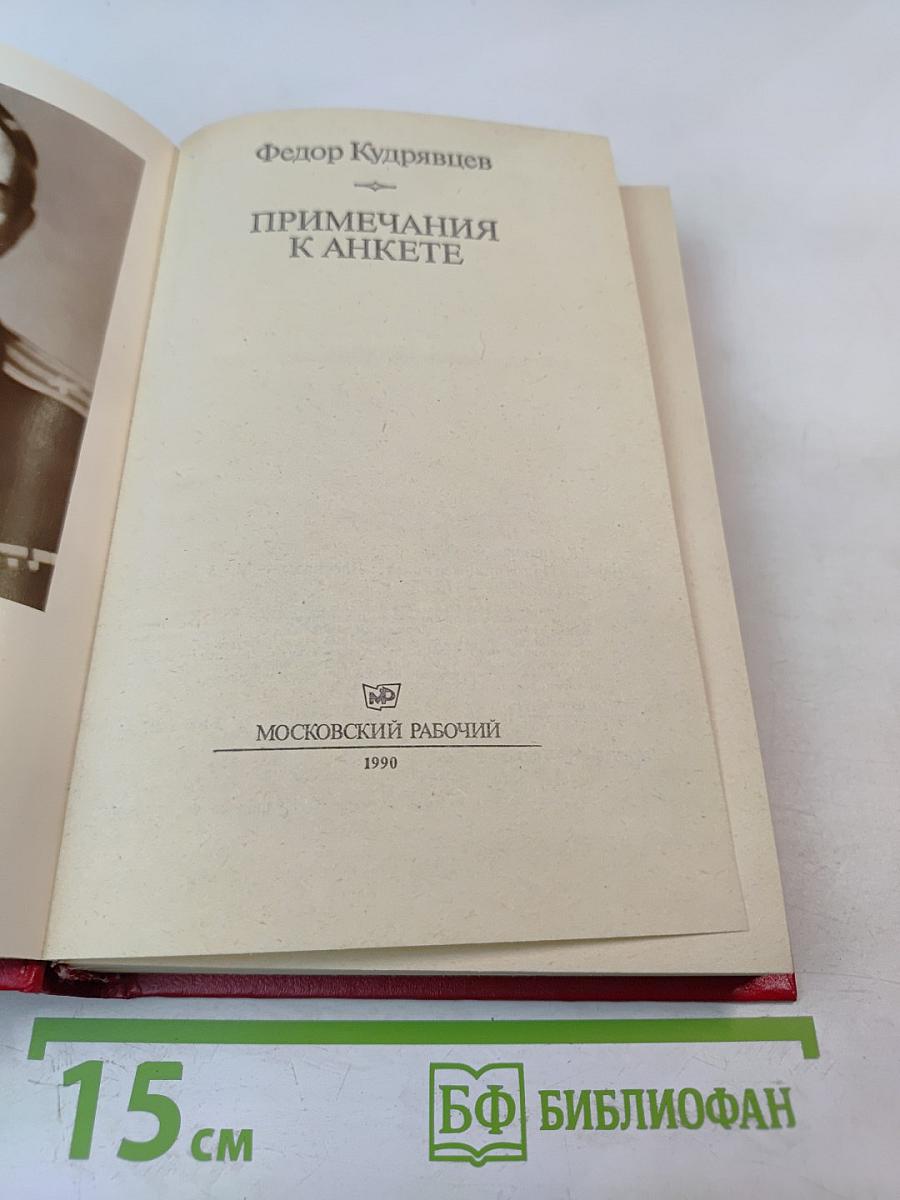 Федор Кудрявцев
ПРИМЕЧАНИЯ
К АНКЕТЕ
МР
МОСКОВСКИЙ РАБОЧИЙ
1990
15 см
БФ БИБЛИОФАН